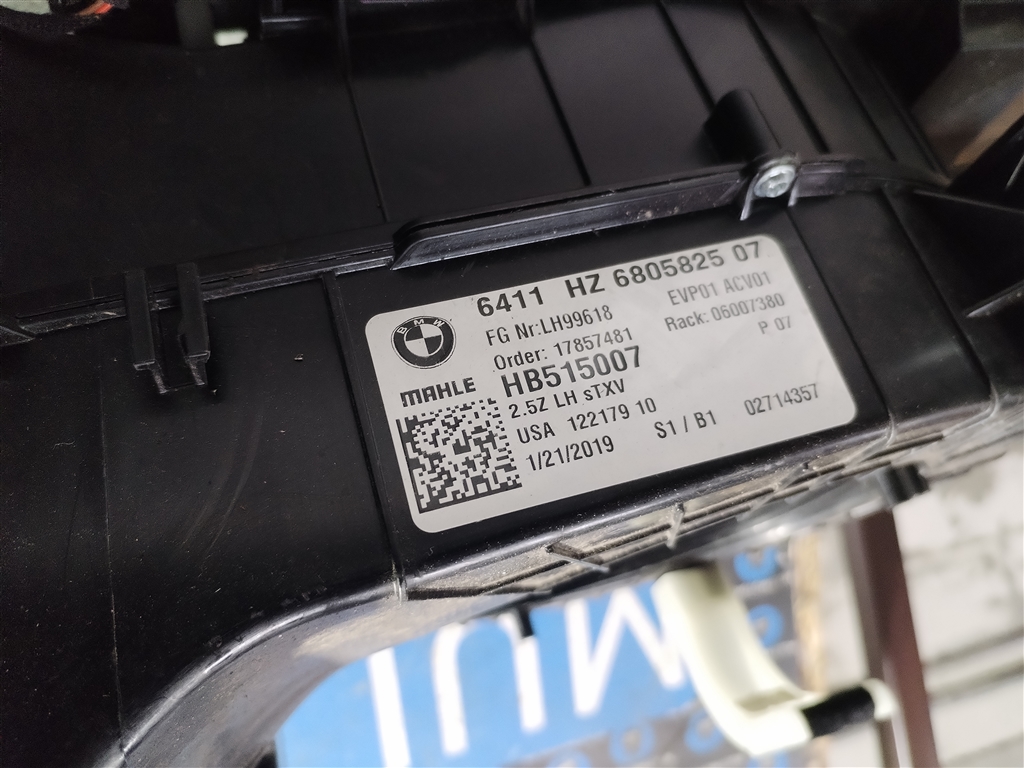 6411 HZ 6805825 07
BMW
FG Nr:LH99618 EVP01 ACV01
Order: 17857481 Rack: 06007380
MAHLE HB515007 P 07
2.5Z LH sTXV
USA 122179 10 S1 / B1 02714357
1/21/2019